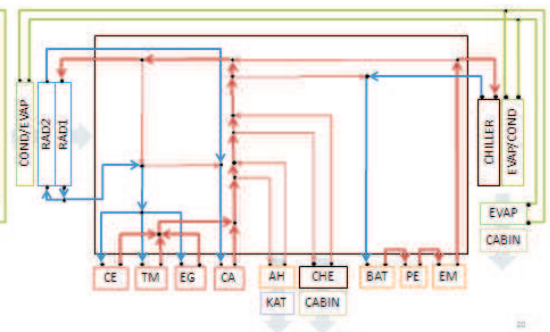 COND/EVAP
RAD2
RAD1
CHILLER
EVAP/COND
EVAP
CABIN
CE
TM
EG
CA
AH
CHE
BAT
PE
EM
KAT
CABIN